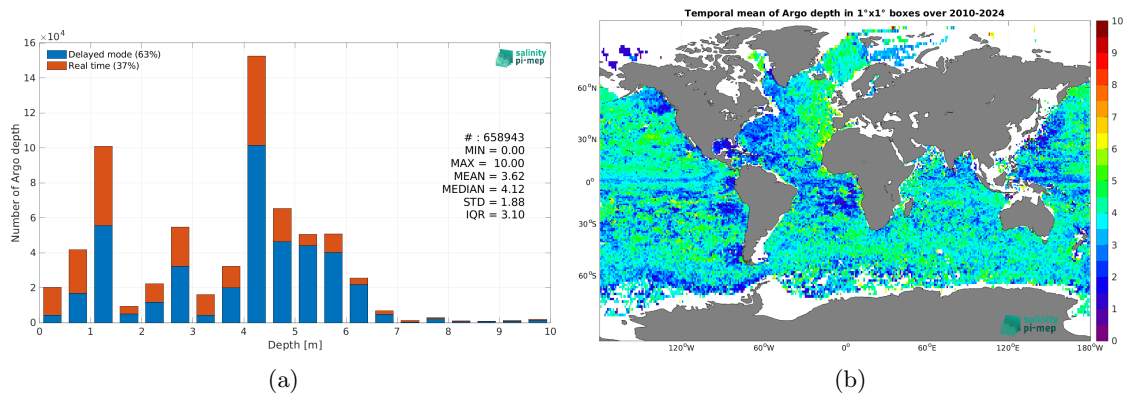 Delayed mode (63%)
Real time (37%)
salinity
pi-mep
×10⁴
16
14
12
10
8
6
4
2
0
Number of Argo depth
# : 658943
MIN = 0.00
MAX = 10.00
MEAN = 3.62
MEDIAN = 4.12
STD = 1.88
IQR = 3.10
0 1 2 3 4 5 6 7 8 9 10
Depth [m]
(a)
Temporal mean of Argo depth in 1°x1° boxes over 2010-2024
60°N
30°N
0°
30°S
60°S
120°W 60°W 0° 60°E 120°E 180°W
salinity
pi-mep
10
9
8
7
6
5
4
3
2
1
0
(b)